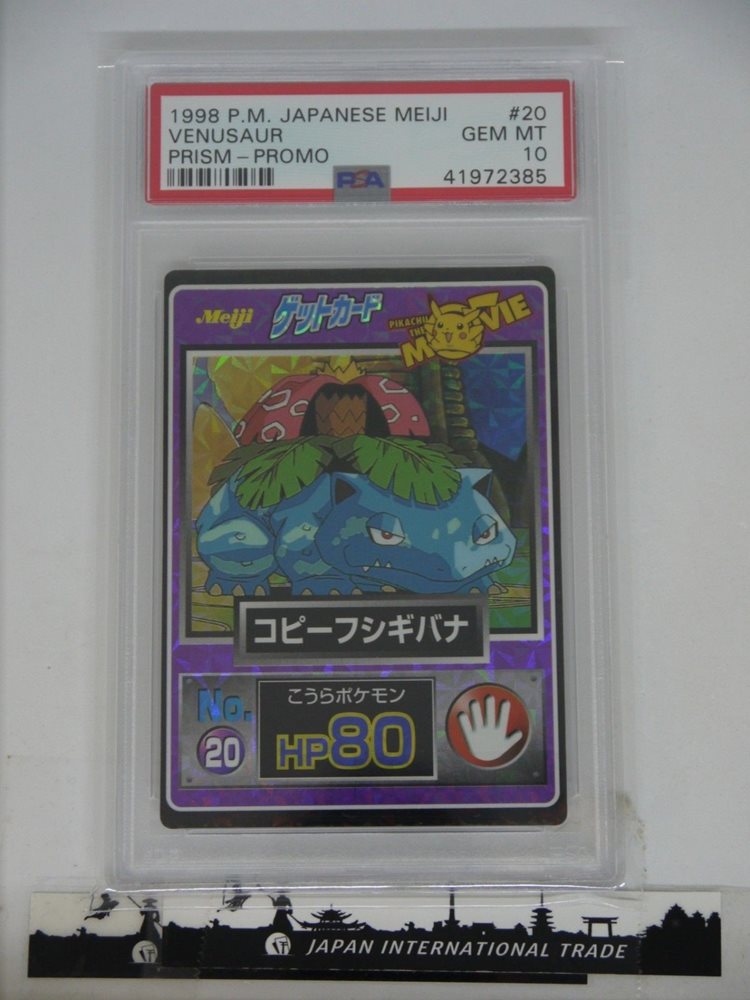 1998 P.M. JAPANESE MEIJI #20
VENUSAUR GEM MT
PRISM – PROMO 10
PSA 41972385
Meiji ゲットカード PIKACHU
THE
MOVIE
コピーフシギバナ
No. こうらポケモン
20 HP80
JAPAN INTERNATIONAL TRADE